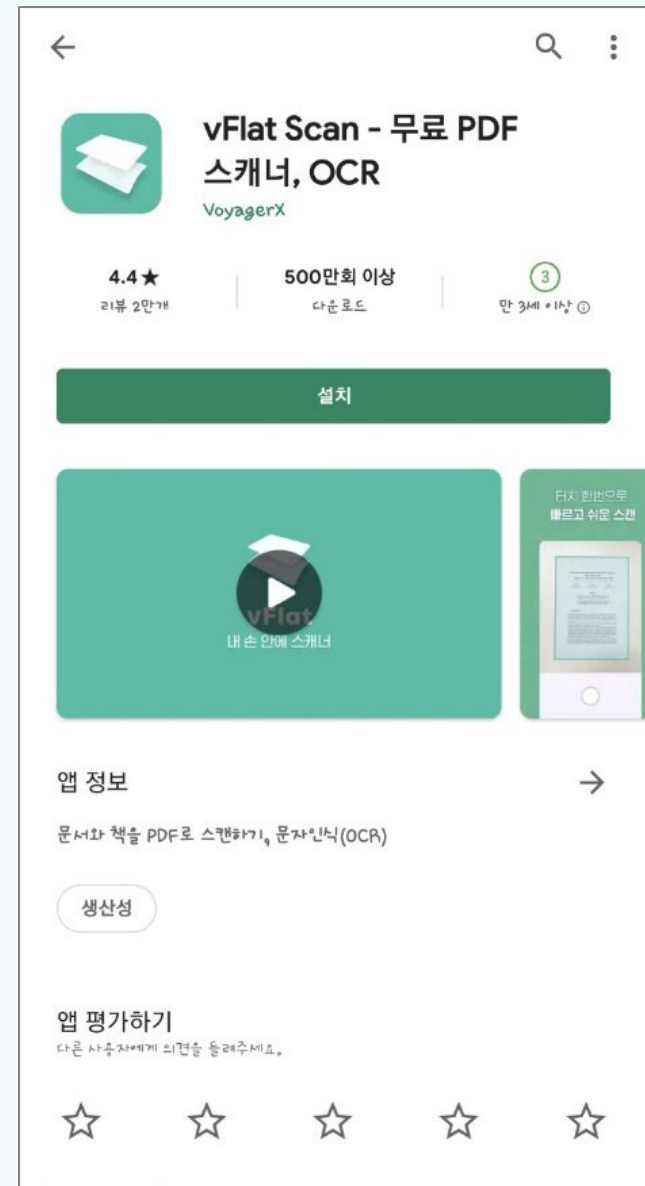 vFlat Scan - 무료 PDF
스캐너, OCR
VoyagerX
4.4★
리뷰 2만개
500만회 이상
다운로드
3
만 3세 이상 ⓘ
설치
vFlat
내 손 안에 스캐너
터치 한번으로
빠르고 쉬운 스캔
앱 정보
문서와 책을 PDF로 스캔하기, 문자인식(OCR)
생산성
앱 평가하기
다른 사용자에게 의견을 들려주세요.